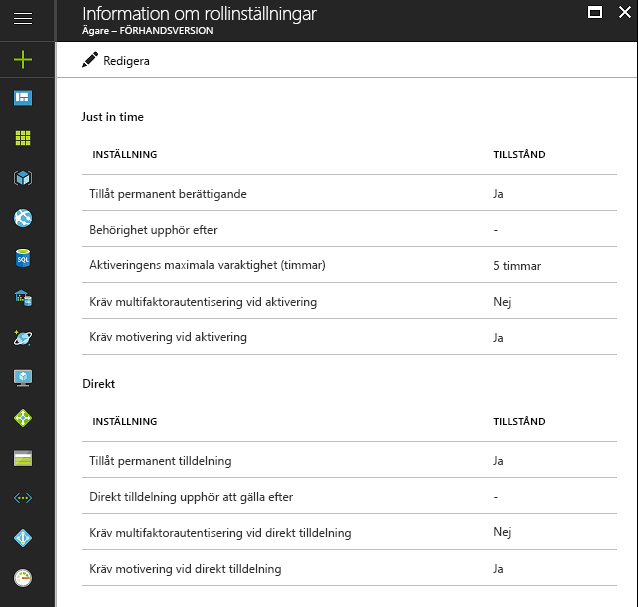 Information om rollinställningar
Ägare – FÖRHANDSVERSION
Redigera
Just in time
INSTÄLLNING TILLSTÅND
Tillåt permanent berättigande Ja
Behörighet upphör efter -
Aktiveringens maximala varaktighet (timmar) 5 timmar
Kräv multifaktorautentisering vid aktivering Nej
Kräv motivering vid aktivering Ja
Direkt
INSTÄLLNING TILLSTÅND
Tillåt permanent tilldelning Ja
Direkt tilldelning upphör att gälla efter -
Kräv multifaktorautentisering vid direkt tilldelning Nej
Kräv motivering vid direkt tilldelning Ja
SQL